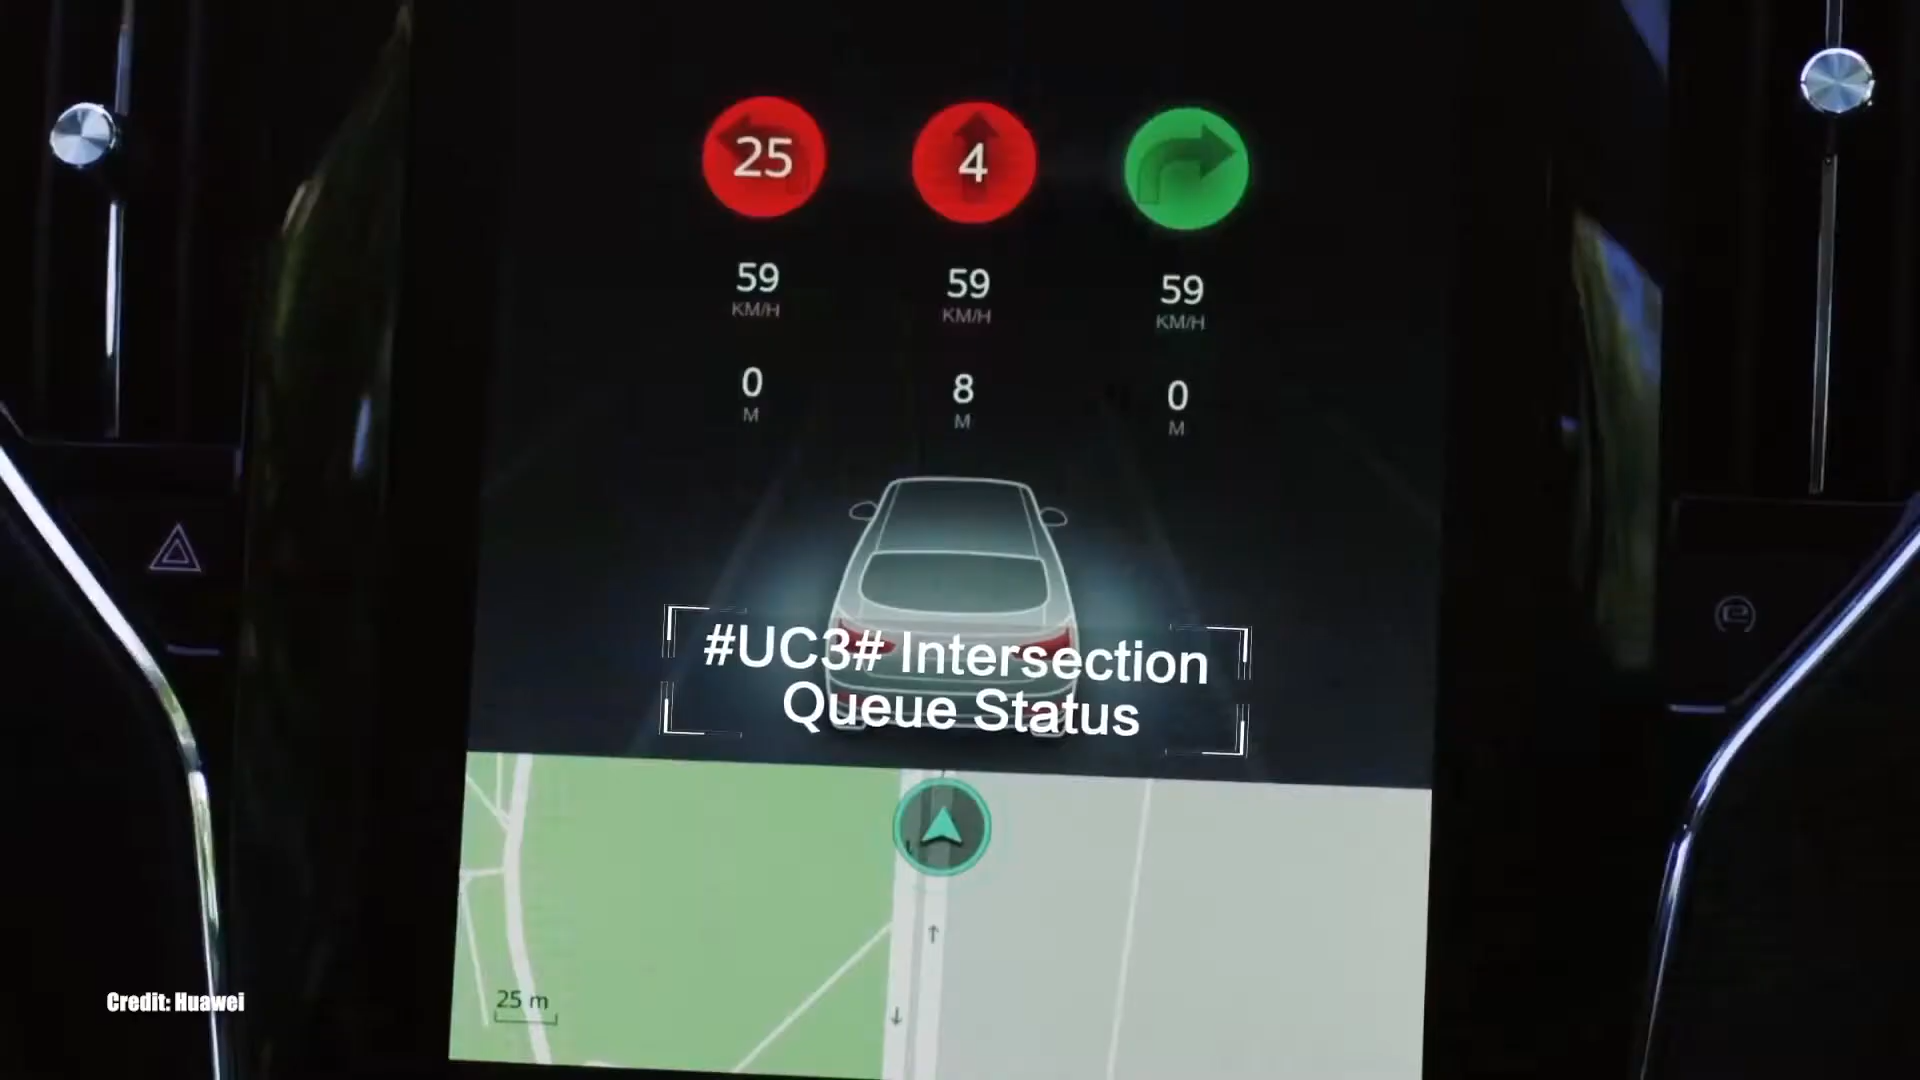 25 4
59 59 59
KM/H KM/H KM/H
0 8 0
M M M
#UC3# Intersection
Queue Status
25 m
Credit: Huawei